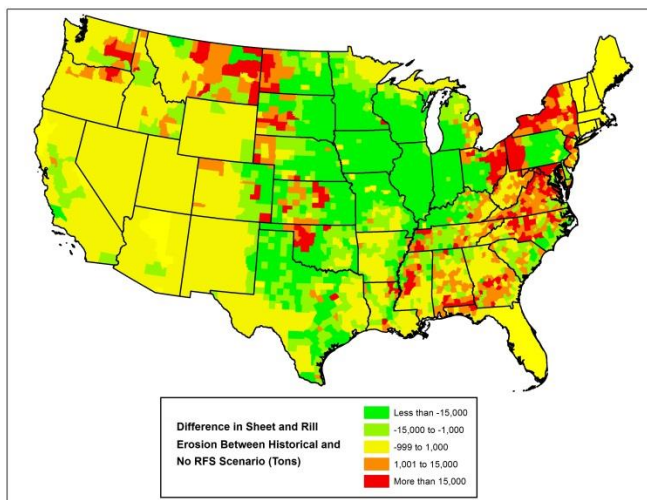 Difference in Sheet and Rill
Erosion Between Historical and
No RFS Scenario (Tons)
Less than -15,000
-15,000 to -1,000
-999 to 1,000
1,001 to 15,000
More than 15,000